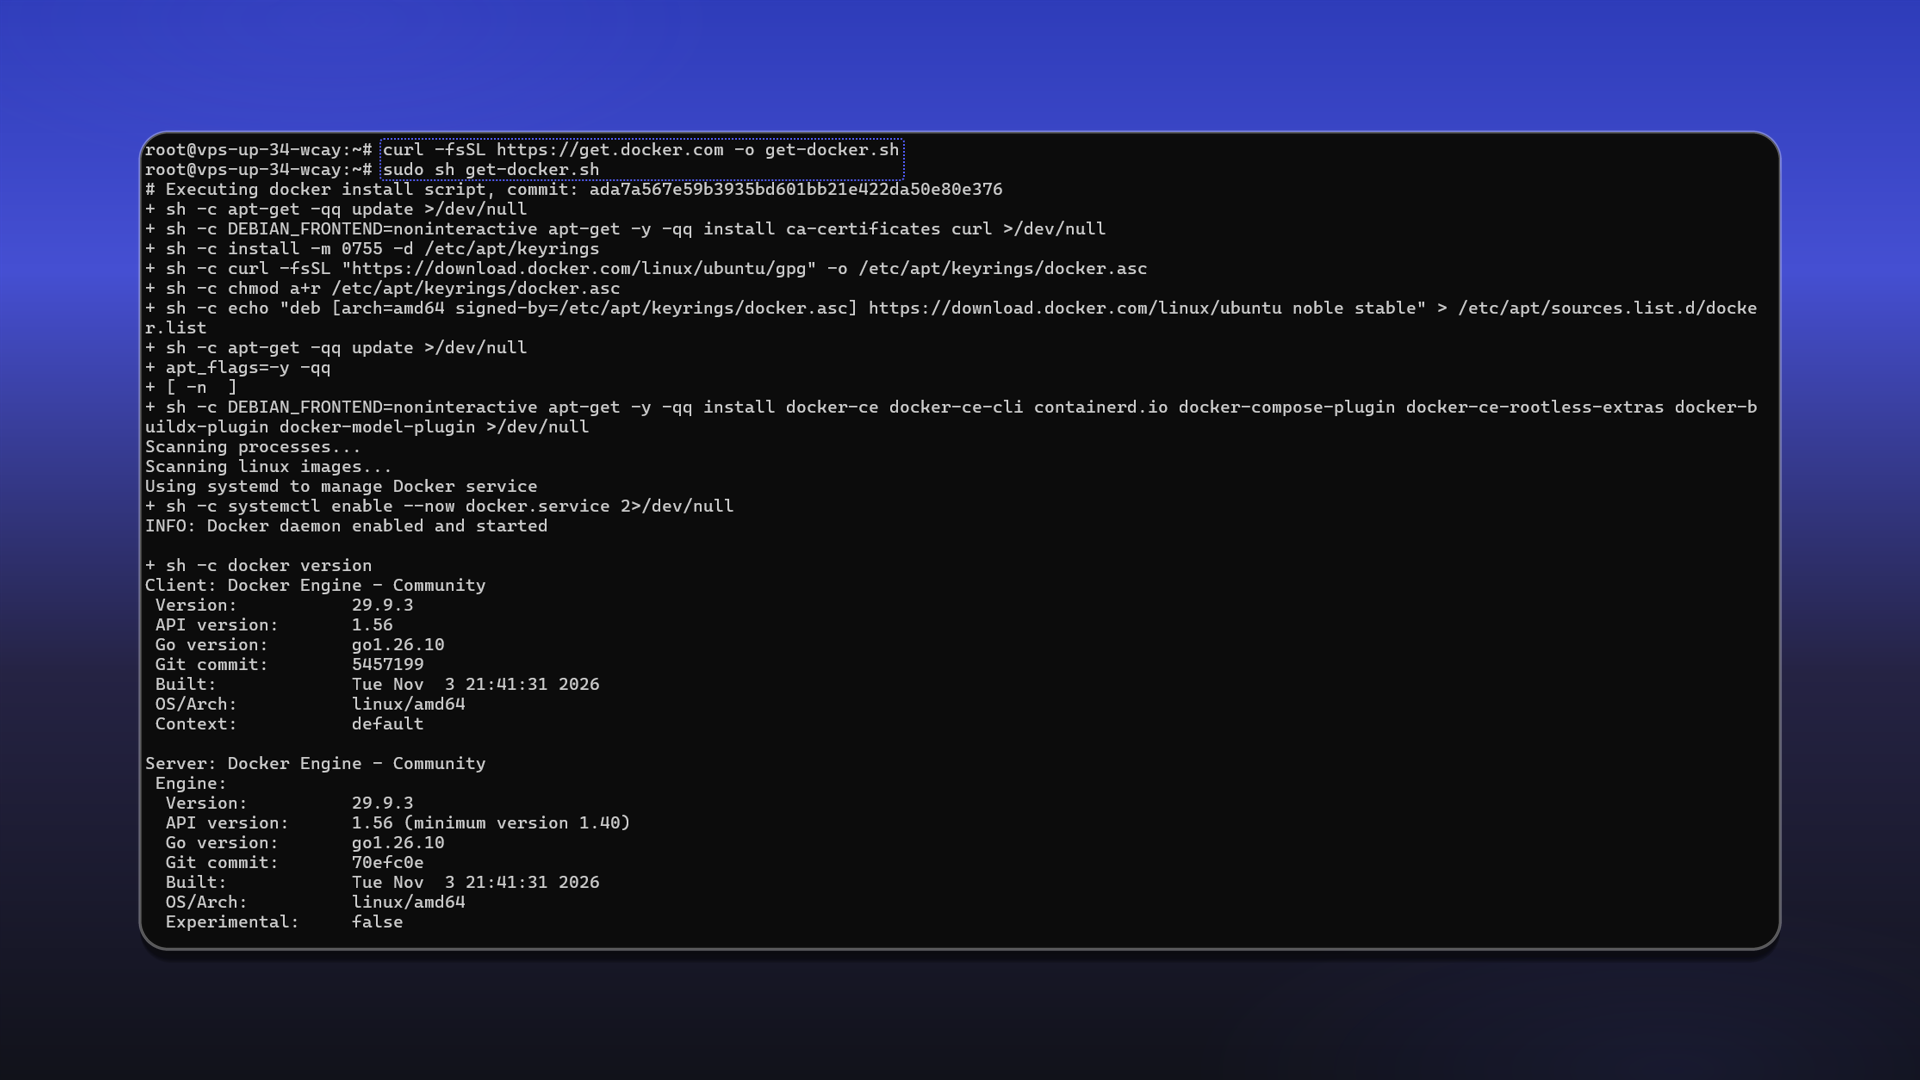 root@vps-up-34-wcay:~# curl -fsSL https://get.docker.com -o get-docker.sh
root@vps-up-34-wcay:~# sudo sh get-docker.sh
# Executing docker install script, commit: ada7a567e59b3935bd601bb21e422da50e80e376
+ sh -c apt-get -qq update >/dev/null
+ sh -c DEBIAN_FRONTEND=noninteractive apt-get -y -qq install ca-certificates curl >/dev/null
+ sh -c install -m 0755 -d /etc/apt/keyrings
+ sh -c curl -fsSL "https://download.docker.com/linux/ubuntu/gpg" -o /etc/apt/keyrings/docker.asc
+ sh -c chmod a+r /etc/apt/keyrings/docker.asc
+ sh -c echo "deb [arch=amd64 signed-by=/etc/apt/keyrings/docker.asc] https://download.docker.com/linux/ubuntu noble stable" > /etc/apt/sources.list.d/docke
r.list
+ sh -c apt-get -qq update >/dev/null
+ apt_flags=-y -qq
+ [ -n  ]
+ sh -c DEBIAN_FRONTEND=noninteractive apt-get -y -qq install docker-ce docker-ce-cli containerd.io docker-compose-plugin docker-ce-rootless-extras docker-b
uildx-plugin docker-model-plugin >/dev/null
Scanning processes...
Scanning linux images...
Using systemd to manage Docker service
+ sh -c systemctl enable --now docker.service 2>/dev/null
INFO: Docker daemon enabled and started
+ sh -c docker version
Client: Docker Engine - Community
Version: 29.9.3
API version: 1.56
Go version: go1.26.10
Git commit: 5457199
Built: Tue Nov  3 21:41:31 2026
OS/Arch: linux/amd64
Context: default
Server: Docker Engine - Community
Engine:
Version: 29.9.3
API version: 1.56 (minimum version 1.40)
Go version: go1.26.10
Git commit: 70efc0e
Built: Tue Nov  3 21:41:31 2026
OS/Arch: linux/amd64
Experimental: false